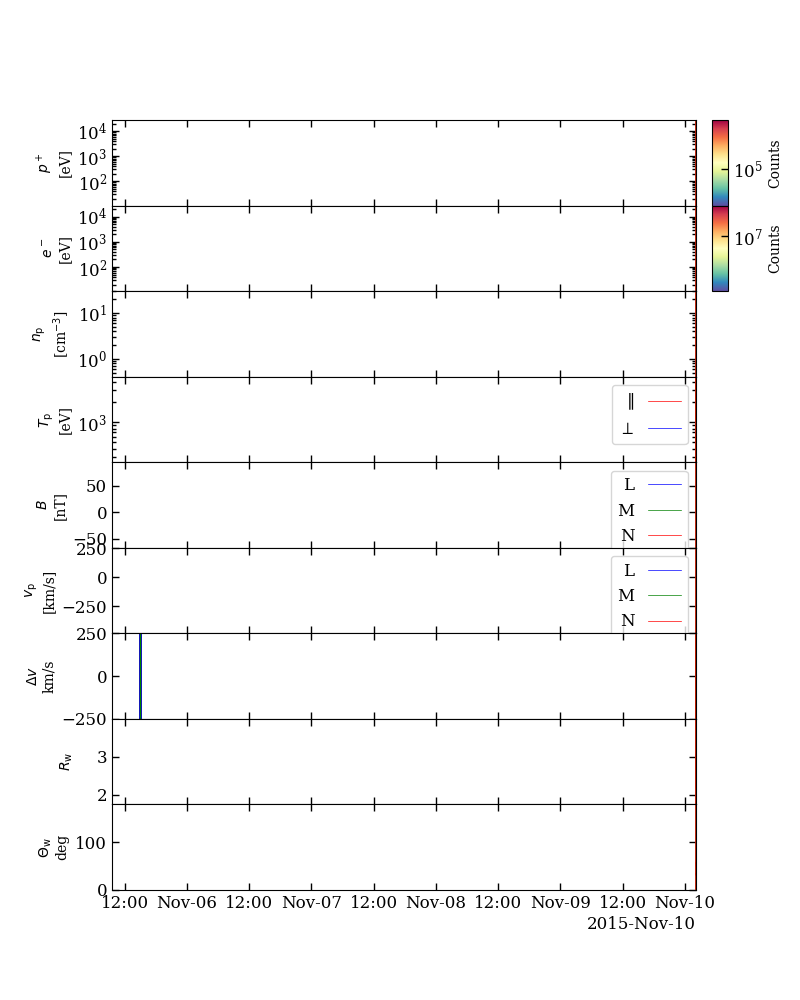 p⁺
[eV]
10⁴
10³
10²
10⁵
Counts
e⁻
[eV]
10⁴
10³
10²
10⁷
Counts
nₚ
[cm⁻³]
10¹
10⁰
Tₚ
[eV]
10³
∥
⊥
B
[nT]
50
0
−50
L
M
N
vₚ
[km/s]
250
0
−250
L
M
N
Δv
km/s
250
0
−250
R_w
3
2
Θ_w
deg
100
0
12:00 Nov-06 12:00 Nov-07 12:00 Nov-08 12:00 Nov-09 12:00 Nov-10
2015-Nov-10